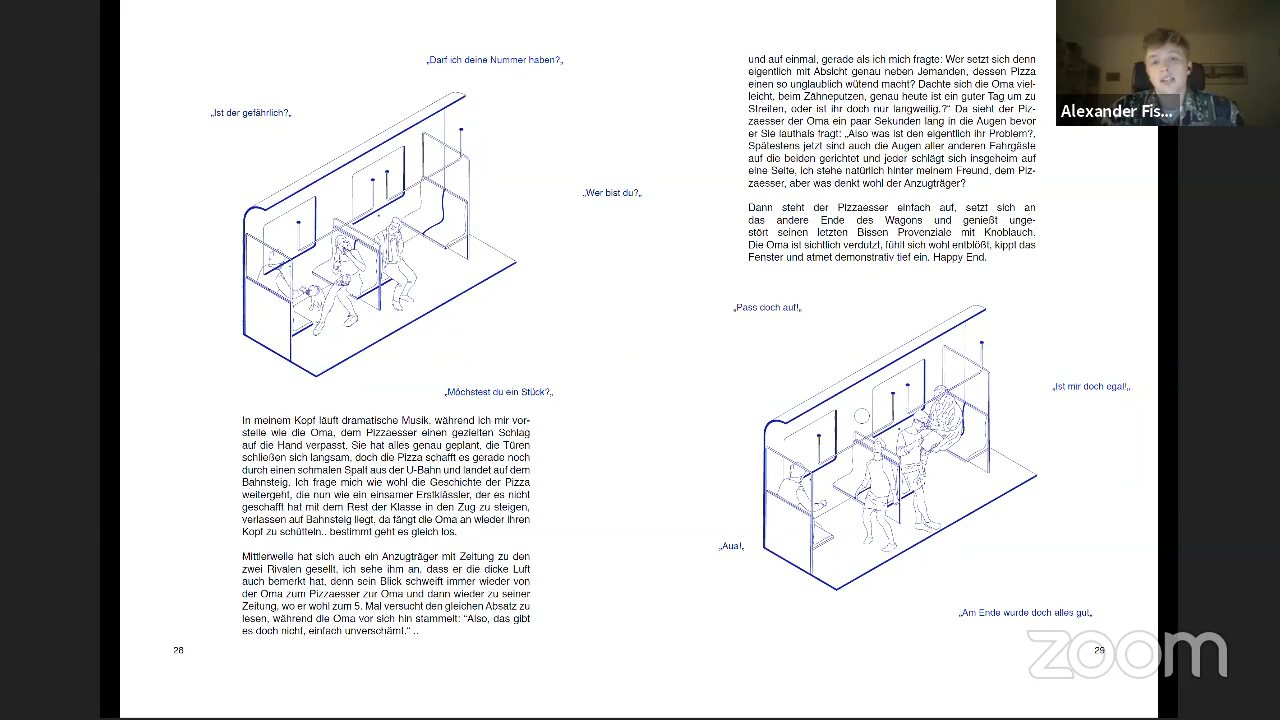 „Darf ich deine Nummer haben?„
„Ist der gefährlich?„
„Wer bist du?„
„Möchstest du ein Stück?„
In meinem Kopf läuft dramatische Musik, während ich mir vor-
stelle wie die Oma, dem Pizzaesser einen gezielten Schlag
auf die Hand verpasst. Sie hat alles genau geplant, die Türen
schließen sich langsam, doch die Pizza schafft es gerade noch
durch einen schmalen Spalt aus der U-Bahn und landet auf dem
Bahnsteig. Ich frage mich wie wohl die Geschichte der Pizza
weitergeht, die nun wie ein einsamer Erstklässler, der es nicht
geschafft hat mit dem Rest der Klasse in den Zug zu steigen,
verlassen auf Bahnsteig liegt, da fängt die Oma an wieder ihren
Kopf zu schütteln.. bestimmt geht es gleich los.
Mittlerweile hat sich auch ein Anzugträger mit Zeitung zu den
zwei Rivalen gesellt, ich sehe ihm an, dass er die dicke Luft
auch bemerkt hat, denn sein Blick schweift immer wieder von
der Oma zum Pizzaesser zur Oma und dann wieder zu seiner
Zeitung, wo er wohl zum 5. Mal versucht den gleichen Absatz zu
lesen, während die Oma vor sich hin stammelt: “Also, das gibt
es doch nicht, einfach unverschämt.“ ..
28
und auf einmal, gerade als ich mich fragte: Wer setzt sich denn
eigentlich mit Absicht genau neben Jemanden, dessen Pizza
einen so unglaublich wütend macht? Dachte sich die Oma viel-
leicht, beim Zähneputzen, genau heute ist ein guter Tag um zu
Streiten, oder ist ihr doch nur langweilig?“ Da sieht der Piz-
zaesser der Oma ein paar Sekunden lang in die Augen bevor
er Sie lauthals fragt: „Also was ist den eigentlich ihr Problem?„
Spätestens jetzt sind auch die Augen aller anderen Fahrgäste
auf die beiden gerichtet und jeder schlägt sich insgeheim auf
eine Seite, ich stehe natürlich hinter meinem Freund, dem Piz-
zaesser, aber was denkt wohl der Anzugträger?
Dann steht der Pizzaesser einfach auf, setzt sich an
das andere Ende des Wagons und genießt unge-
stört seinen letzten Bissen Provenziale mit Knoblauch.
Die Oma ist sichtlich verdutzt, fühlt sich wohl entblößt, kippt das
Fenster und atmet demonstrativ tief ein. Happy End.
„Pass doch auf!„
„Ist mir doch egal!„
„Aua!„
„Am Ende wurde doch alles gut„
29
Alexander Fis...
zoom